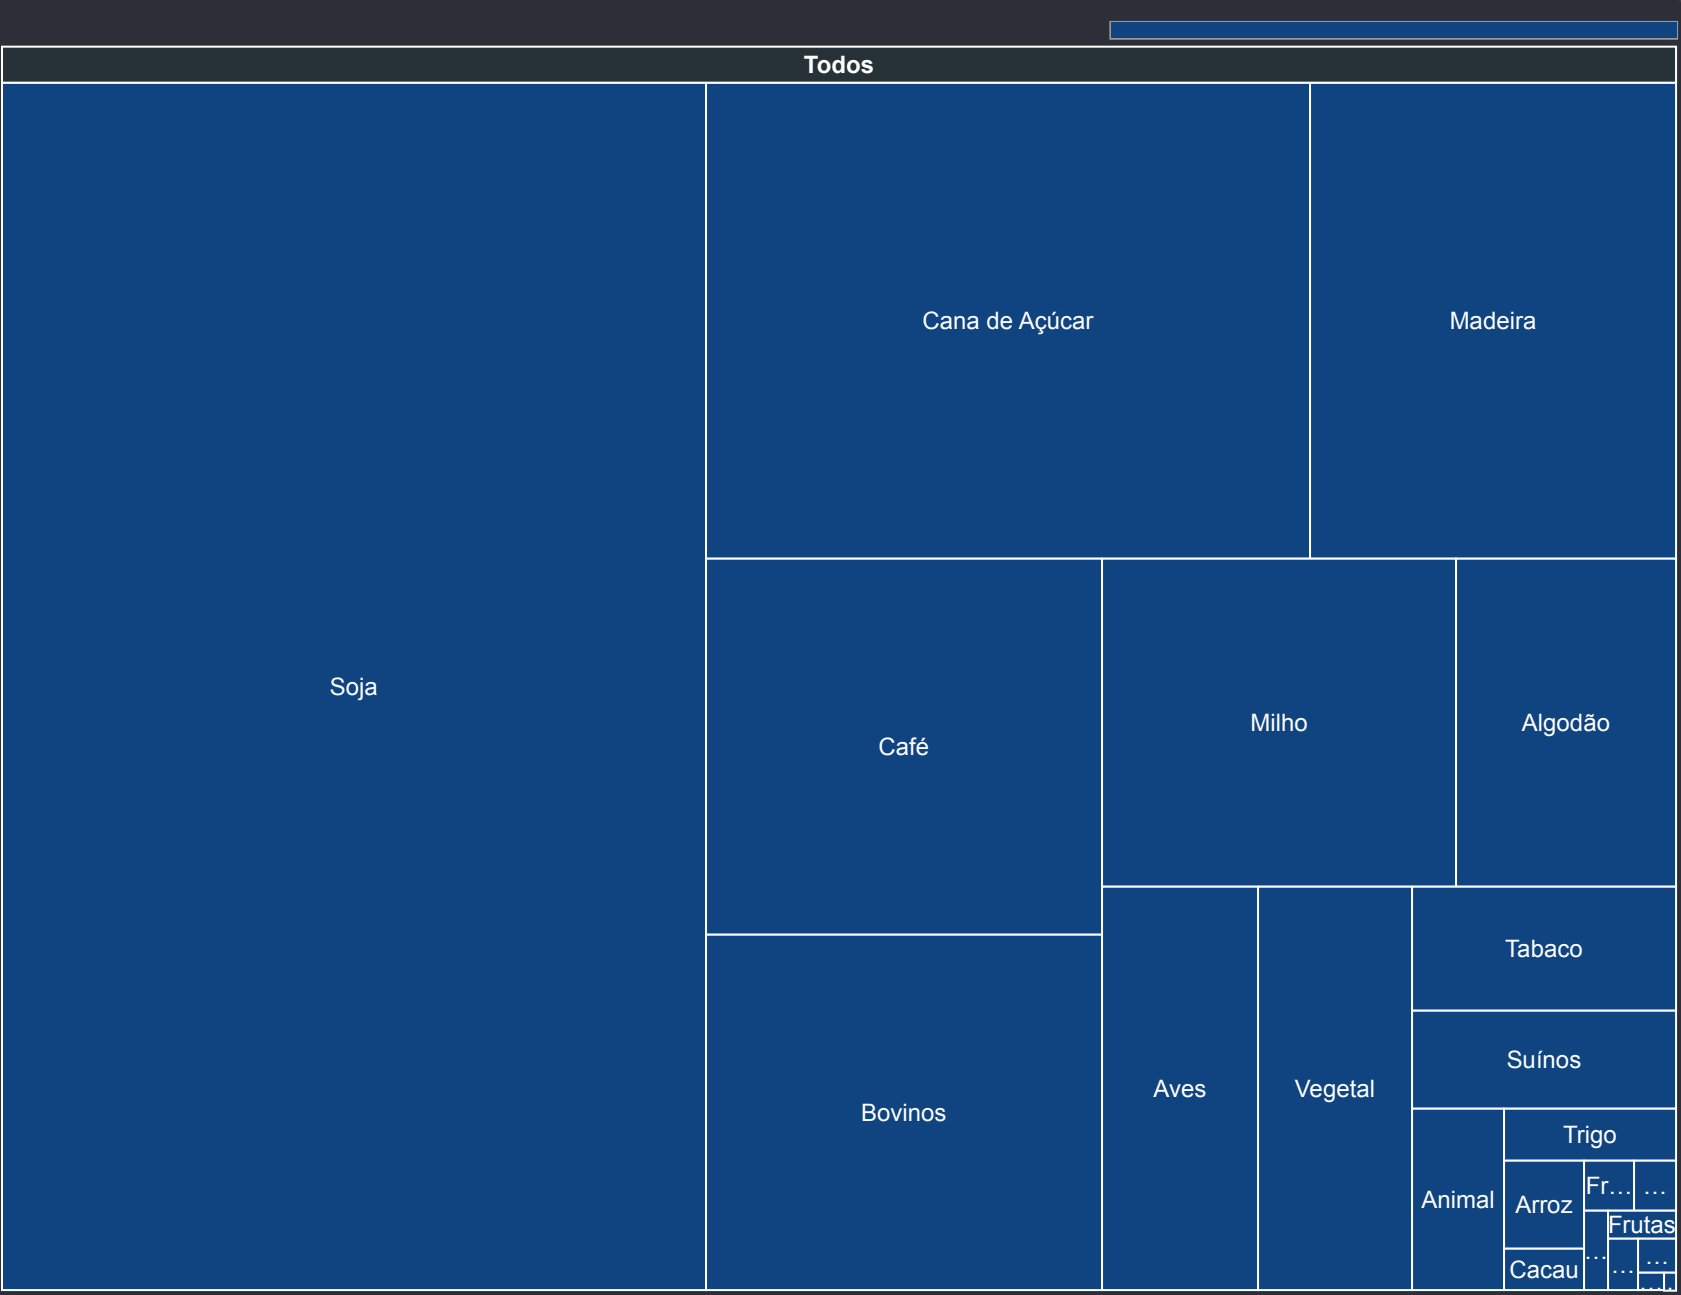 Todos
Soja
Cana de Açúcar
Madeira
Café
Milho
Algodão
Bovinos
Aves
Vegetal
Tabaco
Suínos
Animal
Trigo
Arroz
Fr...
...
Frutas
...
...
...
Cacau